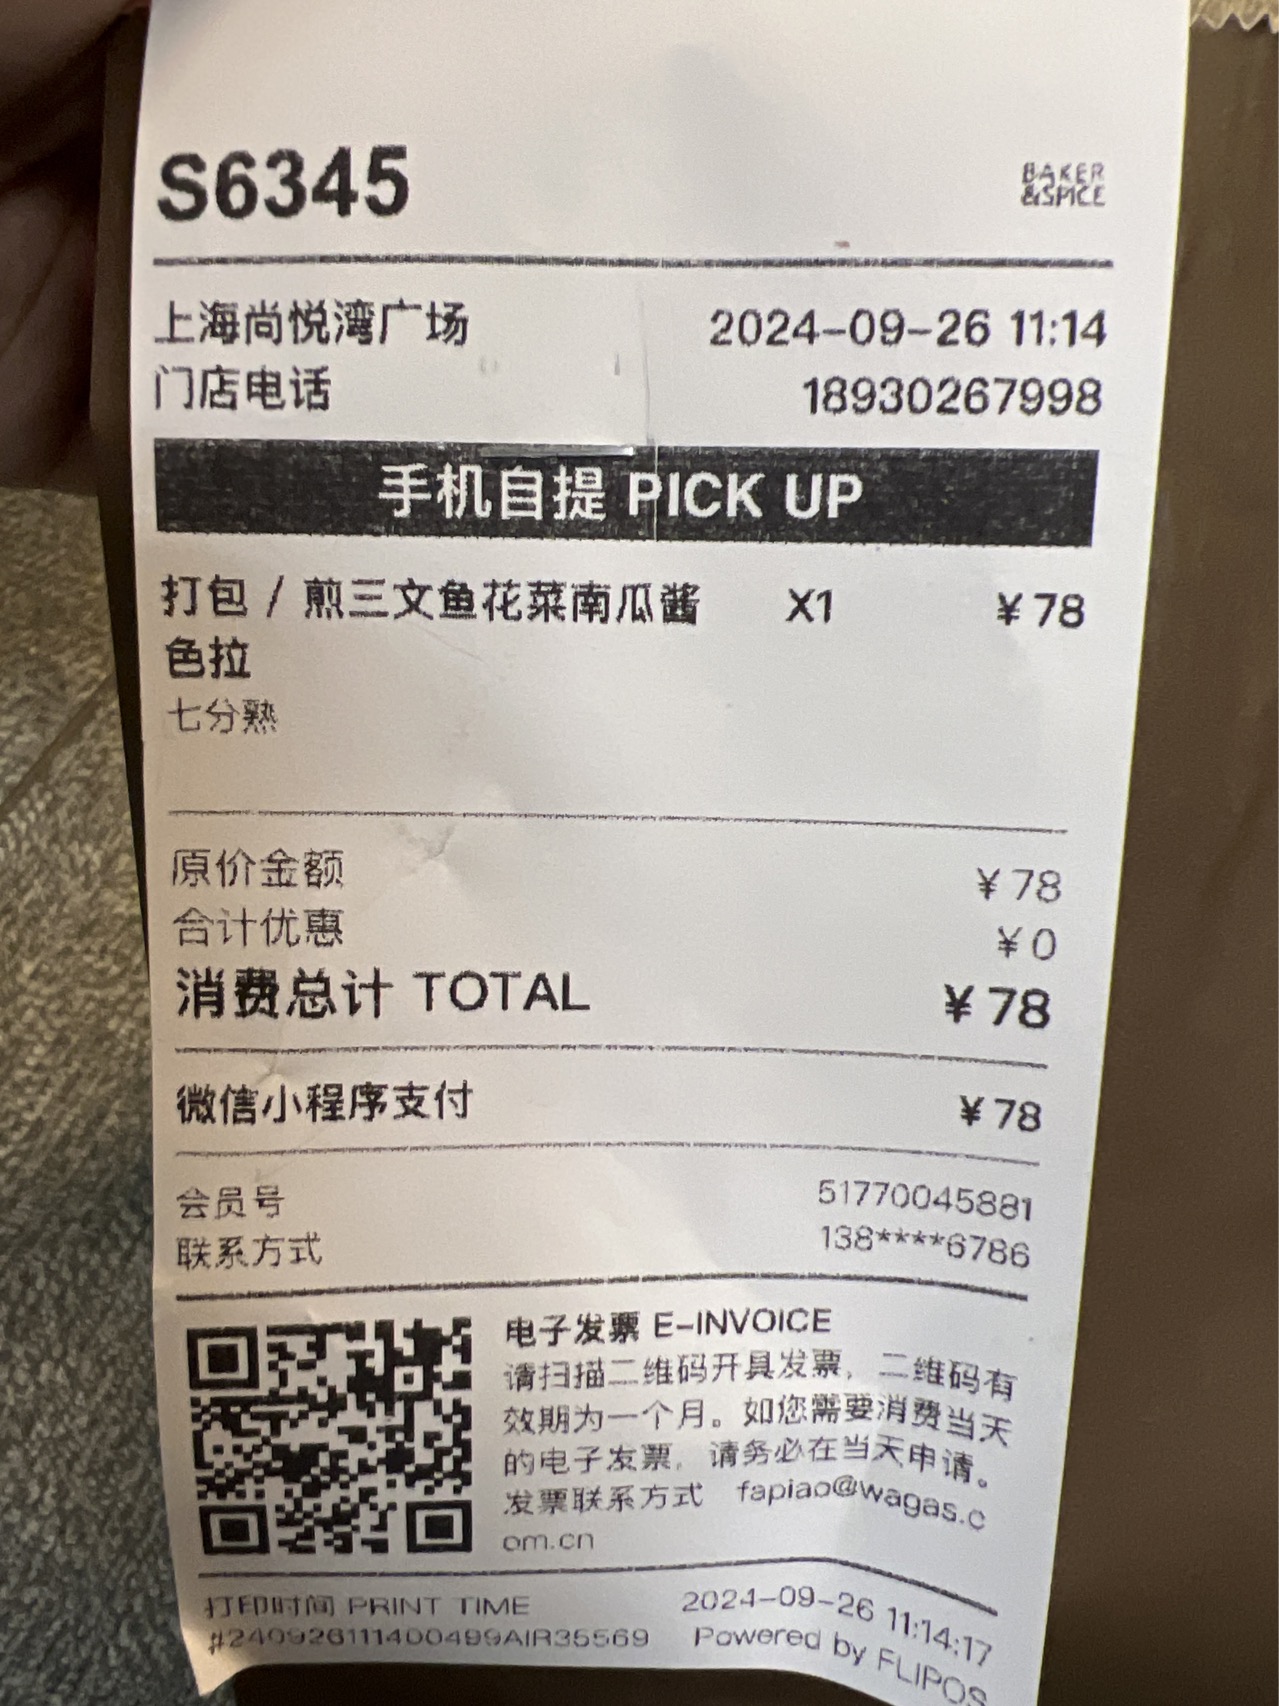 S6345
BAKER
&SPICE
上海尚悦湾广场 2024-09-26 11:14
门店电话 18930267998
手机自提 PICK UP
打包 / 煎三文鱼花菜南瓜酱 X1 ¥78
色拉
七分熟
原价金额 ¥78
合计优惠 ¥0
消费总计 TOTAL ¥78
微信小程序支付 ¥78
会员号 51770045881
联系方式 138****6786
电子发票 E-INVOICE
请扫描二维码开具发票，二维码有
效期为一个月。如您需要消费当天
的电子发票，请务必在当天申请。
发票联系方式 fapiao@wagas.c
om.cn
打印时间 PRINT TIME 2024-09-26 11:14:17
#240926111400499AIR35569 Powered by FLIPOS